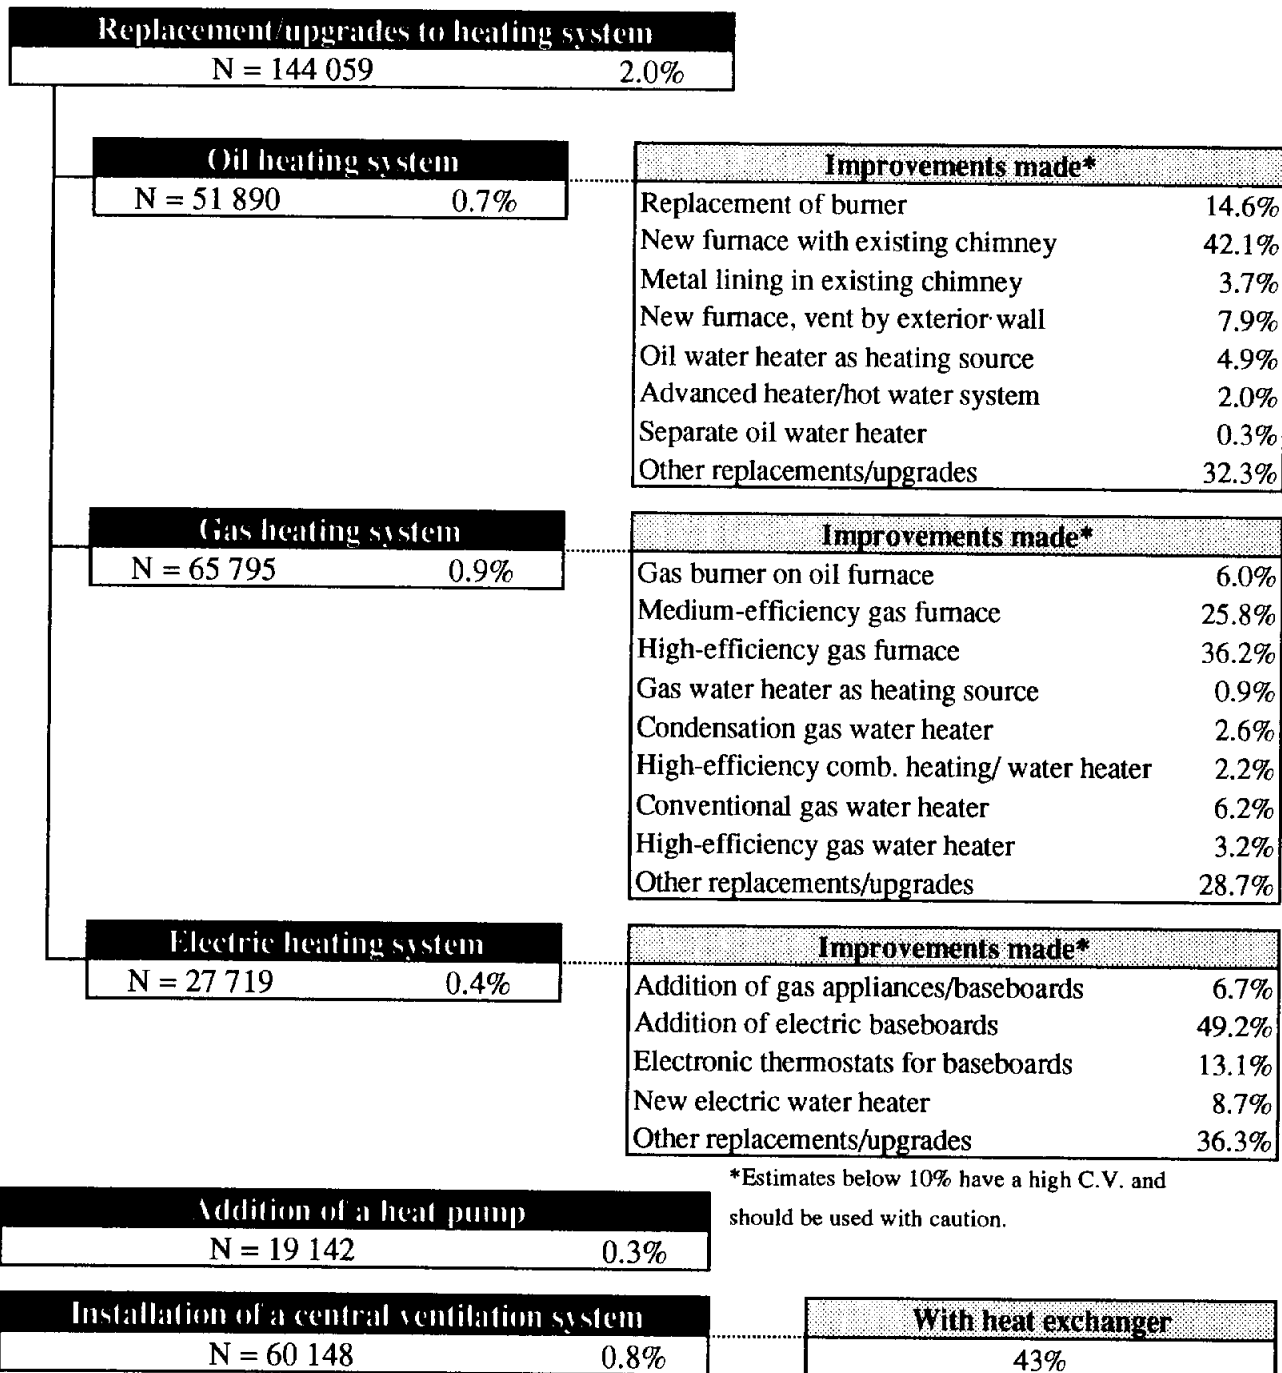 Replacement/upgrades to heating system
N = 144 059 2.0%
Oil heating system
N = 51 890 0.7%
Improvements made*
Replacement of burner 14.6%
New furnace with existing chimney 42.1%
Metal lining in existing chimney 3.7%
New furnace, vent by exterior wall 7.9%
Oil water heater as heating source 4.9%
Advanced heater/hot water system 2.0%
Separate oil water heater 0.3%
Other replacements/upgrades 32.3%
Gas heating system
N = 65 795 0.9%
Improvements made*
Gas burner on oil furnace 6.0%
Medium-efficiency gas furnace 25.8%
High-efficiency gas furnace 36.2%
Gas water heater as heating source 0.9%
Condensation gas water heater 2.6%
High-efficiency comb. heating/ water heater 2.2%
Conventional gas water heater 6.2%
High-efficiency gas water heater 3.2%
Other replacements/upgrades 28.7%
Electric heating system
N = 27 719 0.4%
Improvements made*
Addition of gas appliances/baseboards 6.7%
Addition of electric baseboards 49.2%
Electronic thermostats for baseboards 13.1%
New electric water heater 8.7%
Other replacements/upgrades 36.3%
*Estimates below 10% have a high C.V. and
should be used with caution.
Addition of a heat pump
N = 19 142 0.3%
Installation of a central ventilation system
N = 60 148 0.8%
With heat exchanger
43%